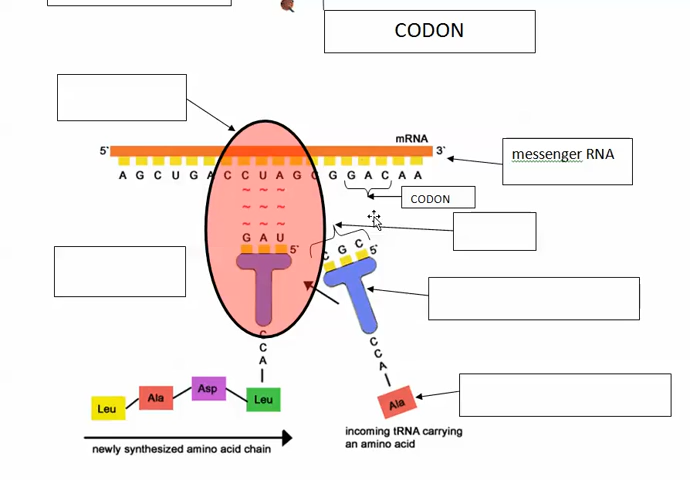 CODON
mRNA
5' 3'
messenger RNA
A G C U G A C C U A G C G G A C A A
~ ~ ~
~ ~ ~
~ ~ ~
CODON
G A U 5'
C G C 5'
C
C
A
C
C
A
Leu Ala Asp Leu
Ala
newly synthesized amino acid chain
incoming tRNA carrying
an amino acid